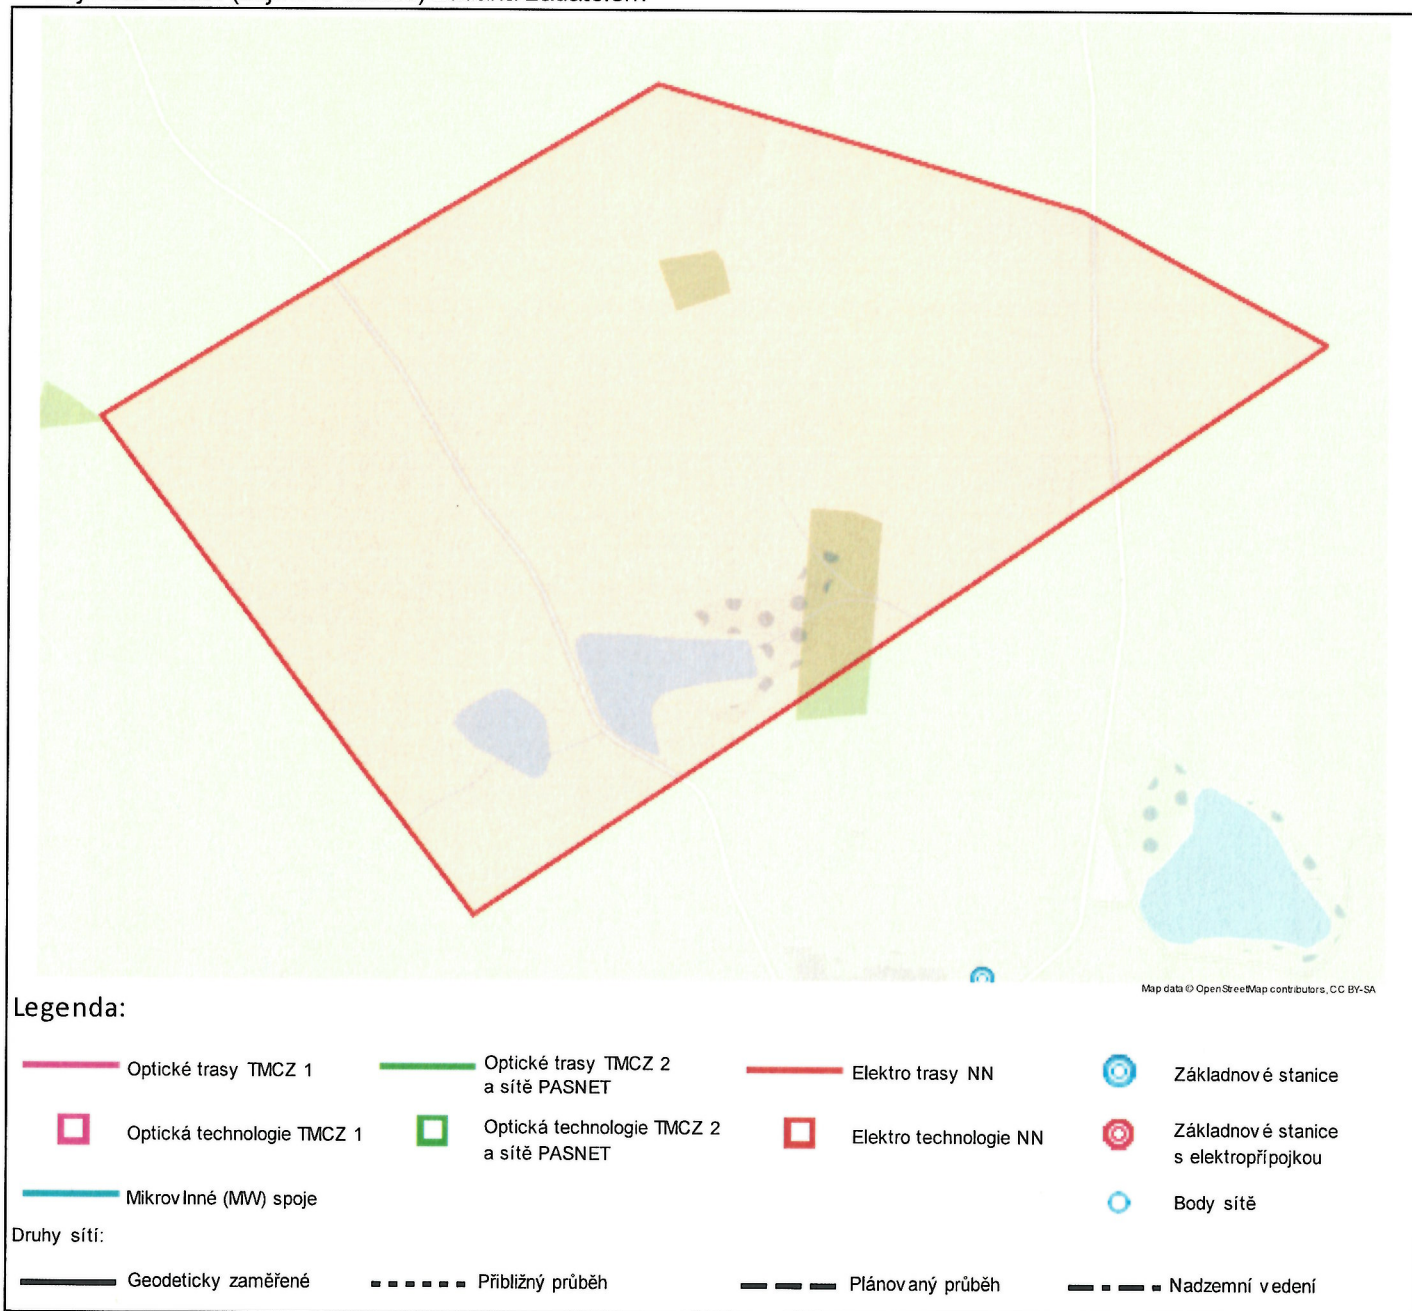 Map data © OpenStreetMap contributors, CC BY-SA
Legenda:
Optické trasy TMCZ 1
Optické trasy TMCZ 2
a sítě PASNET
Elektro trasy NN
Základnové stanice
Optická technologie TMCZ 1
Optická technologie TMCZ 2
a sítě PASNET
Elektro technologie NN
Základnové stanice
s elektropřípojkou
Mikrovlnné (MW) spoje
Body sítě
Druhy sítí:
Geodeticky zaměřené
Přibližný průběh
Plánovaný průběh
Nadzemní vedení